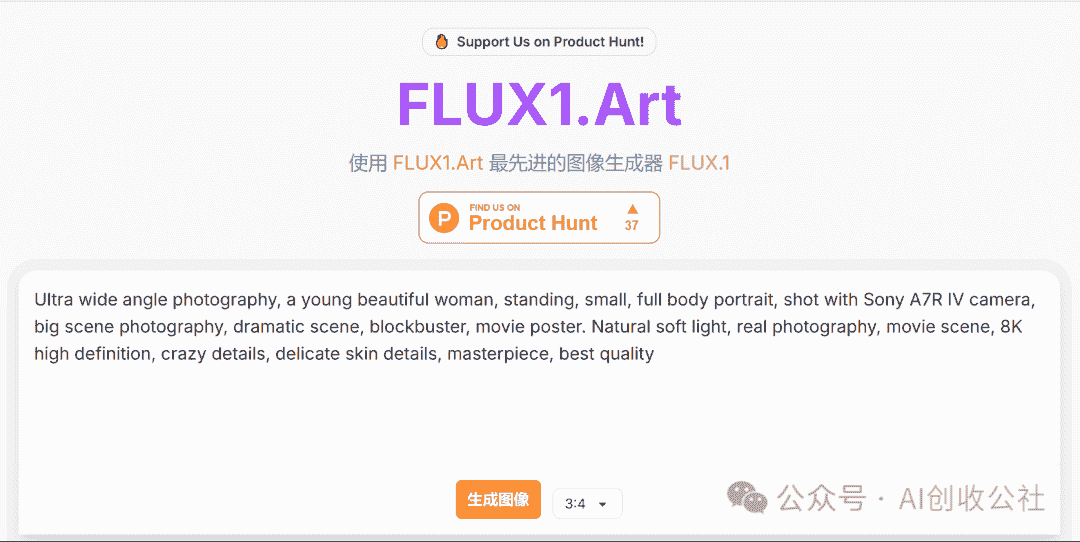 Support Us on Product Hunt!
FLUX1.Art
使用 FLUX1.Art 最先进的图像生成器 FLUX.1
P
FIND US ON
Product Hunt
37
Ultra wide angle photography, a young beautiful woman, standing, small, full body portrait, shot with Sony A7R IV camera,
big scene photography, dramatic scene, blockbuster, movie poster. Natural soft light, real photography, movie scene, 8K
high definition, crazy details, delicate skin details, masterpiece, best quality
生成图像
3:4
公众号 · AI创收公社